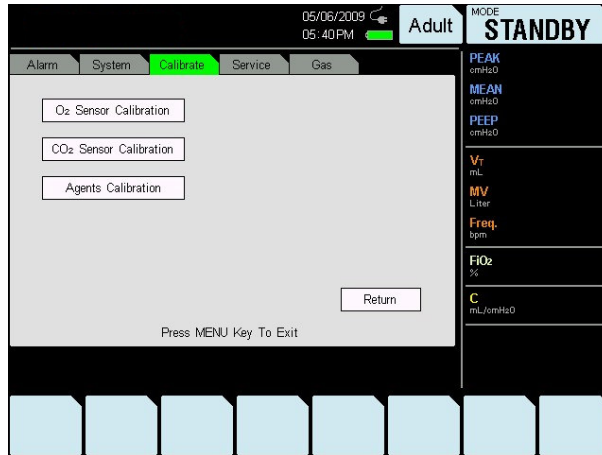 05/06/2009
05:40PM
Adult
MODE
STANDBY
Alarm
System
Calibrate
Service
Gas
O₂ Sensor Calibration
CO₂ Sensor Calibration
Agents Calibration
Return
Press MENU Key To Exit
PEAK
cmH2O
MEAN
cmH2O
PEEP
cmH2O
VT
mL
MV
Liter
Freq.
bpm
FiO₂
%
C
mL/cmH2O